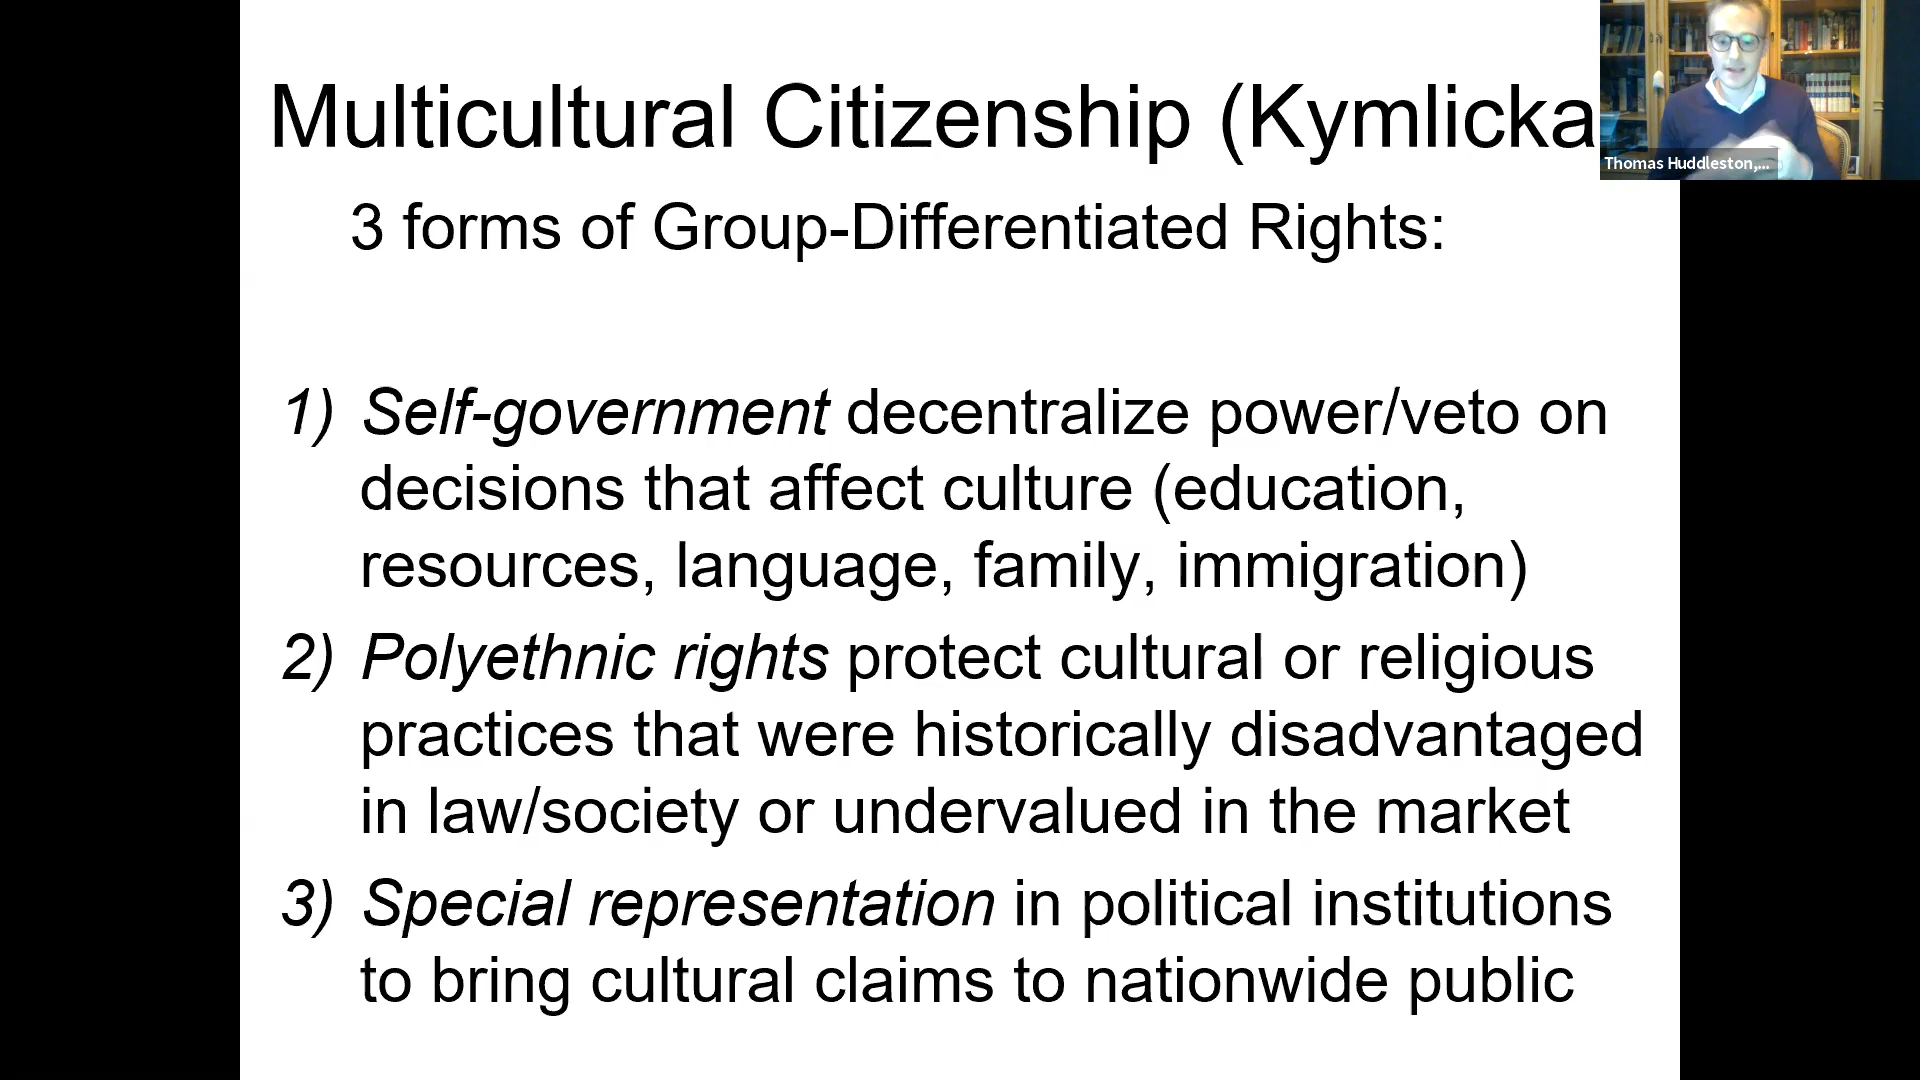 Multicultural Citizenship (Kymlicka
Thomas Huddleston,...
3 forms of Group-Differentiated Rights:
1) Self-government decentralize power/veto on
decisions that affect culture (education,
resources, language, family, immigration)
2) Polyethnic rights protect cultural or religious
practices that were historically disadvantaged
in law/society or undervalued in the market
3) Special representation in political institutions
to bring cultural claims to nationwide public